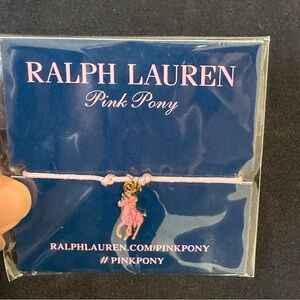 RALPH LAUREN
Pink Pony
RALPHLAUREN.COM/PINKPONY
# PINKPONY